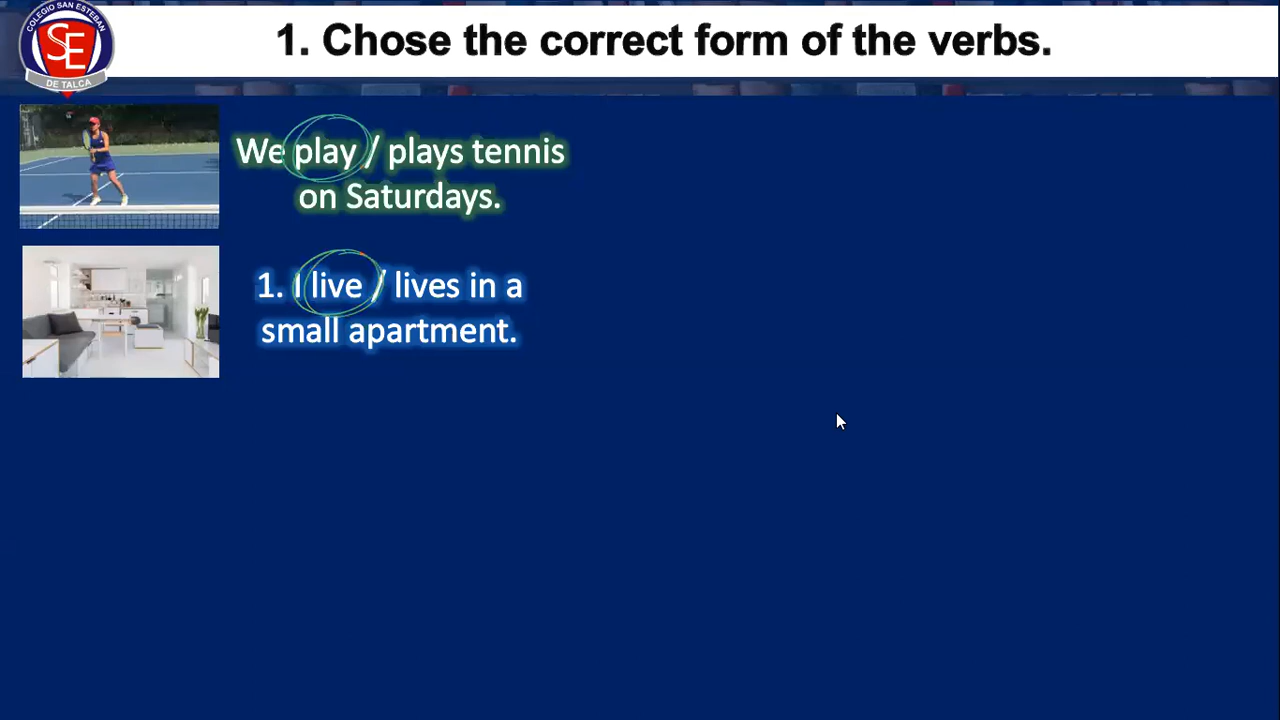 COLEGIO SAN ESTEBAN
SE
DE TALCA
1. Chose the correct form of the verbs.
We play / plays tennis
on Saturdays.
1. I live / lives in a
small apartment.